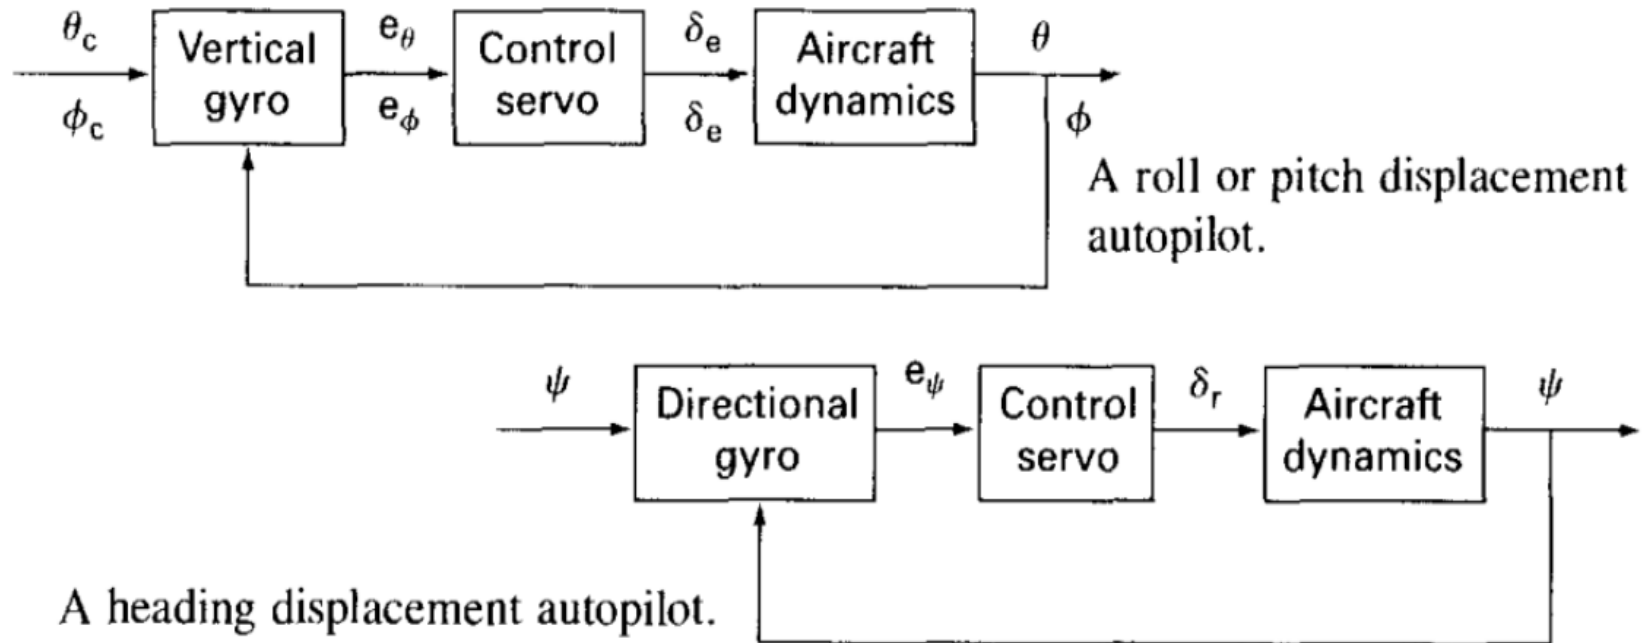 θc eθ δe θ
Vertical gyro
Control servo
Aircraft dynamics
ϕc eϕ δe ϕ
A roll or pitch displacement
autopilot.
ψ eψ δr ψ
Directional gyro
Control servo
Aircraft dynamics
A heading displacement autopilot.